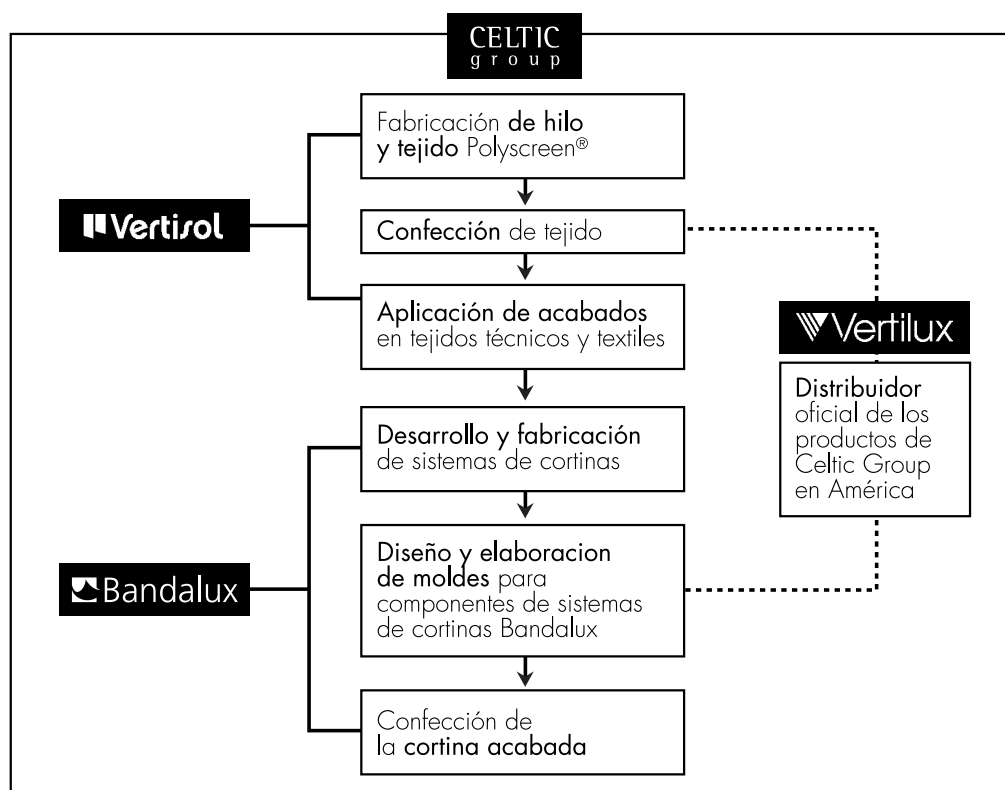 CELTIC
group
Fabricación de hilo
y tejido Polyscreen®
Vertisol
Confección de tejido
Aplicación de acabados
en tejidos técnicos y textiles
Vertilux
Distribuidor
oficial de los
productos de
Celtic Group
en América
Desarrollo y fabricación
de sistemas de cortinas
Bandalux
Diseño y elaboracion
de moldes para
componentes de sistemas
de cortinas Bandalux
Confección de
la cortina acabada